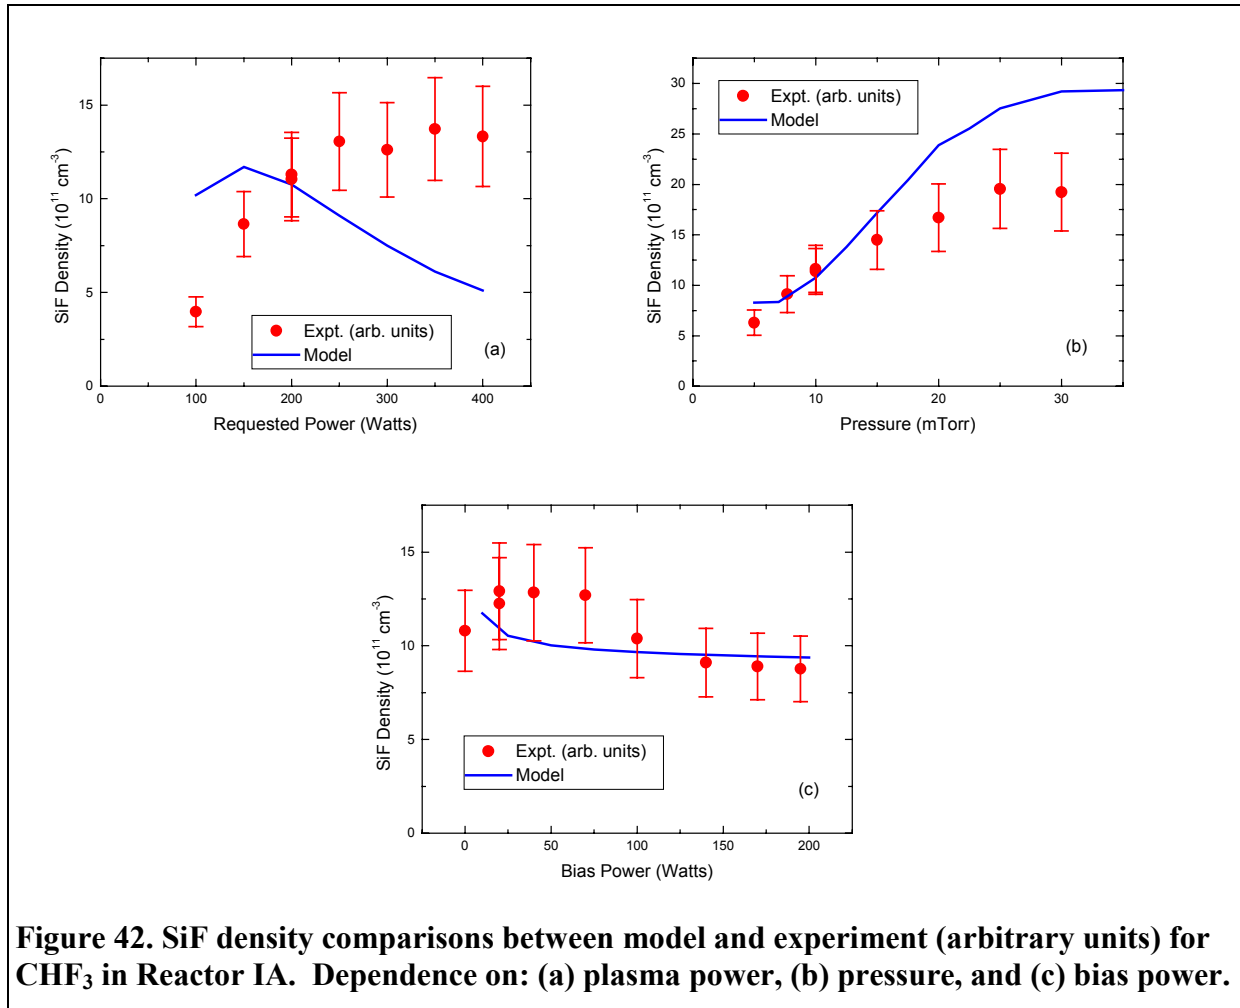 15
10
5
0
SiF Density (10¹¹ cm⁻³)
0 100 200 300 400
Requested Power (Watts)
Expt. (arb. units)
Model
(a)
30
25
20
15
10
5
0
SiF Density (10¹¹ cm⁻³)
0 10 20 30
Pressure (mTorr)
Expt. (arb. units)
Model
(b)
15
10
5
0
SiF Density (10¹¹ cm⁻³)
0 50 100 150 200
Bias Power (Watts)
Expt. (arb. units)
Model
(c)
Figure 42. SiF density comparisons between model and experiment (arbitrary units) for
CHF₃ in Reactor IA. Dependence on: (a) plasma power, (b) pressure, and (c) bias power.